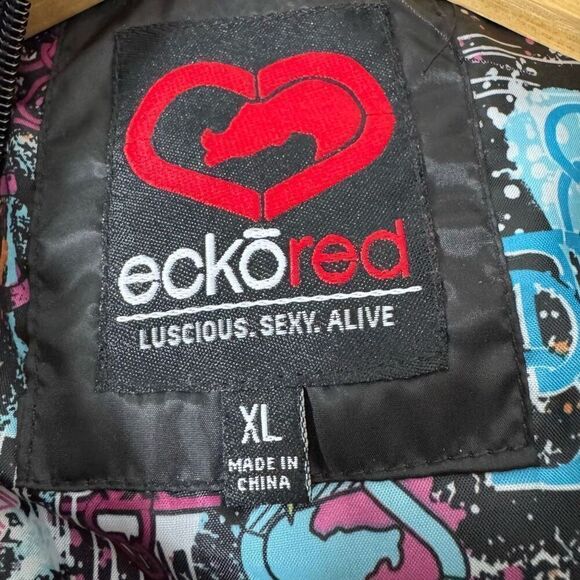 eckōred
LUSCIOUS. SEXY. ALIVE
XL
MADE IN
CHINA